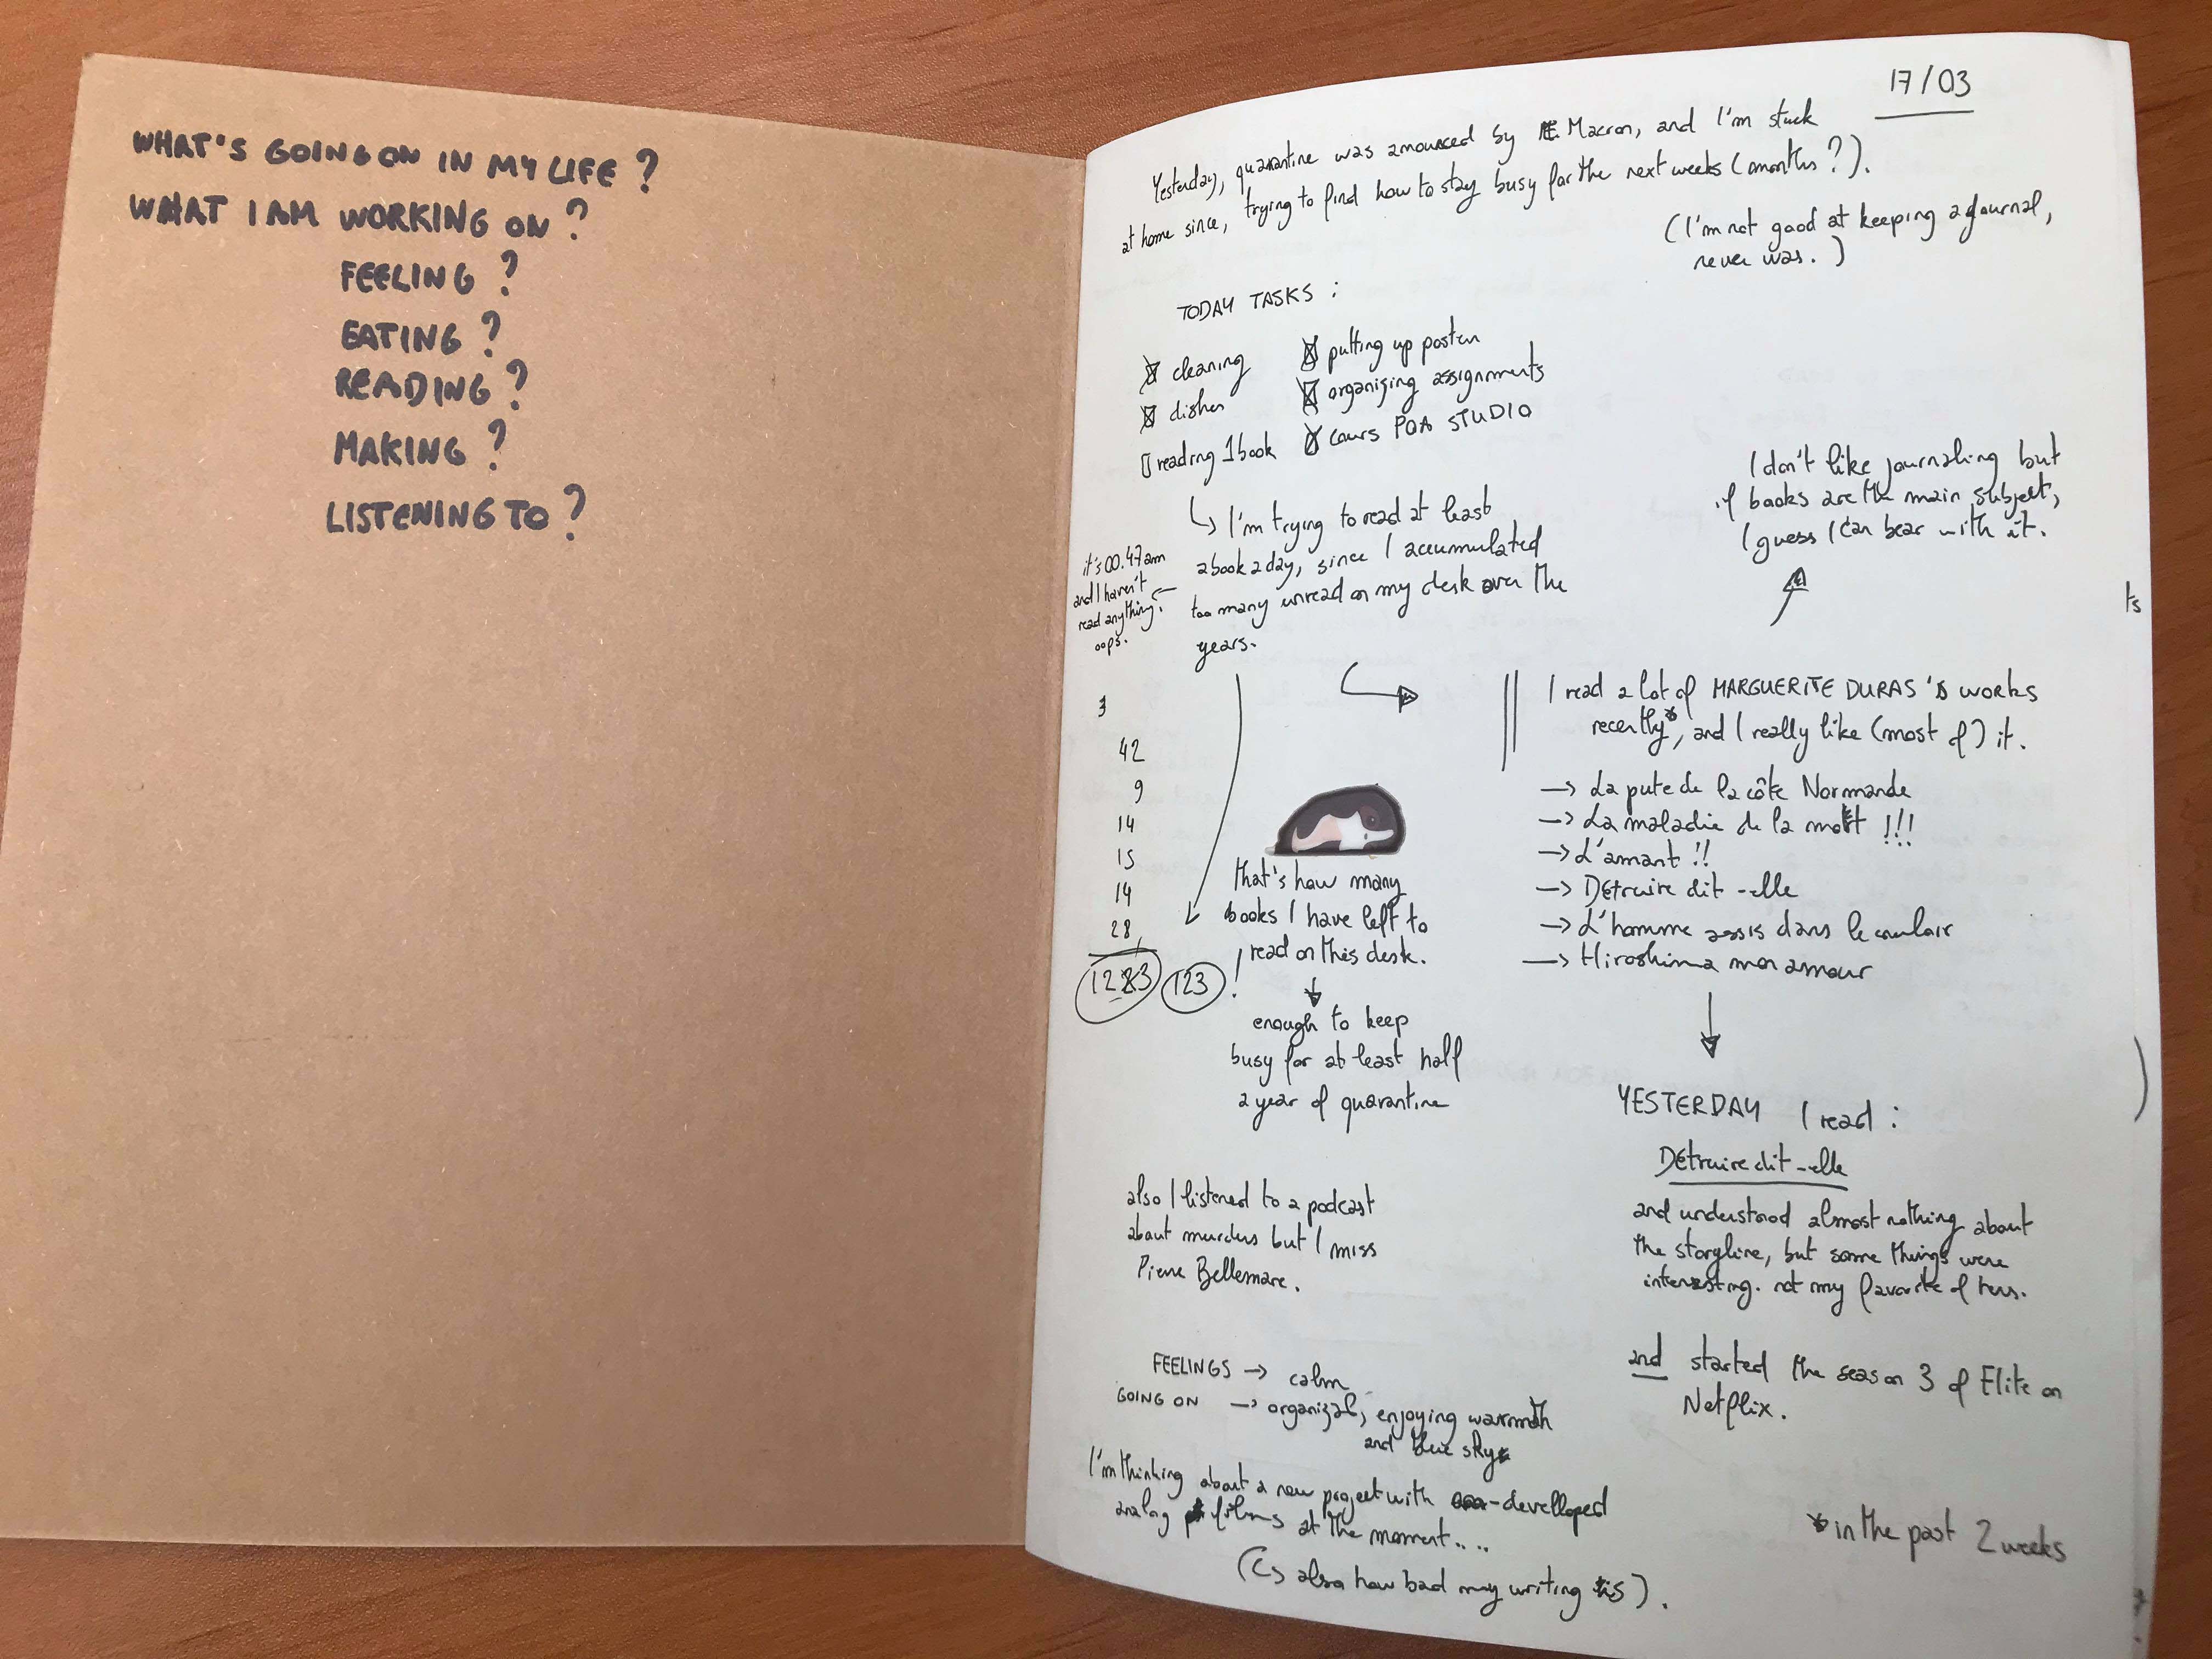 WHAT'S GOING ON IN MY LIFE ?
WHAT I AM WORKING ON ?
FEELING ?
EATING ?
READING ?
MAKING ?
LISTENING TO ?
17/03
Yesterday, quarantine was anounced by E. Macron, and I'm stuck
at home since, trying to find how to stay busy for the next weeks (months ?).
(I'm not good at keeping a journal,
never was. )
TODAY TASKS :
cleaning
dishes
reading 1 book
putting up posters
organizing assignments
cours POA STUDIO
↳ I'm trying to read at least
a book a day, since I accumulated
too many unread on my desk over the
years.
it's 00.47am
and I haven't
read anything.
oops.
I don't like journaling but
if books are the main subject,
I guess I can bear with it.
3
42
9
14
15
14
28
1223
123 !
that's how many
books I have left to
read on this desk.
enough to keep
busy for at least half
a year of quarantine
I read a lot of MARGUERITE DURAS 's works
recently*, and I really like (most of) it.
→ La pute de la côte Normande
→ La maladie de la mort !!!
→ L'amant !!
→ Détruire dit-elle
→ L'homme assis dans le couloir
→ Hiroshima mon amour
YESTERDAY I read :
Détruire dit-elle
and understood almost nothing about
the storyline, but some things were
interesting. not my favorite of hers.
and started the season 3 of Elite on
Netflix.
* in the past 2 weeks
also I listened to a podcast
about murders but I miss
Pierre Bellemare.
FEELINGS → calm
GOING ON → organizing, enjoying warmth
and blue sky
I'm thinking about a new project with -develloped
analog films at the moment....
(↳ also how bad my writing is).
ts
)